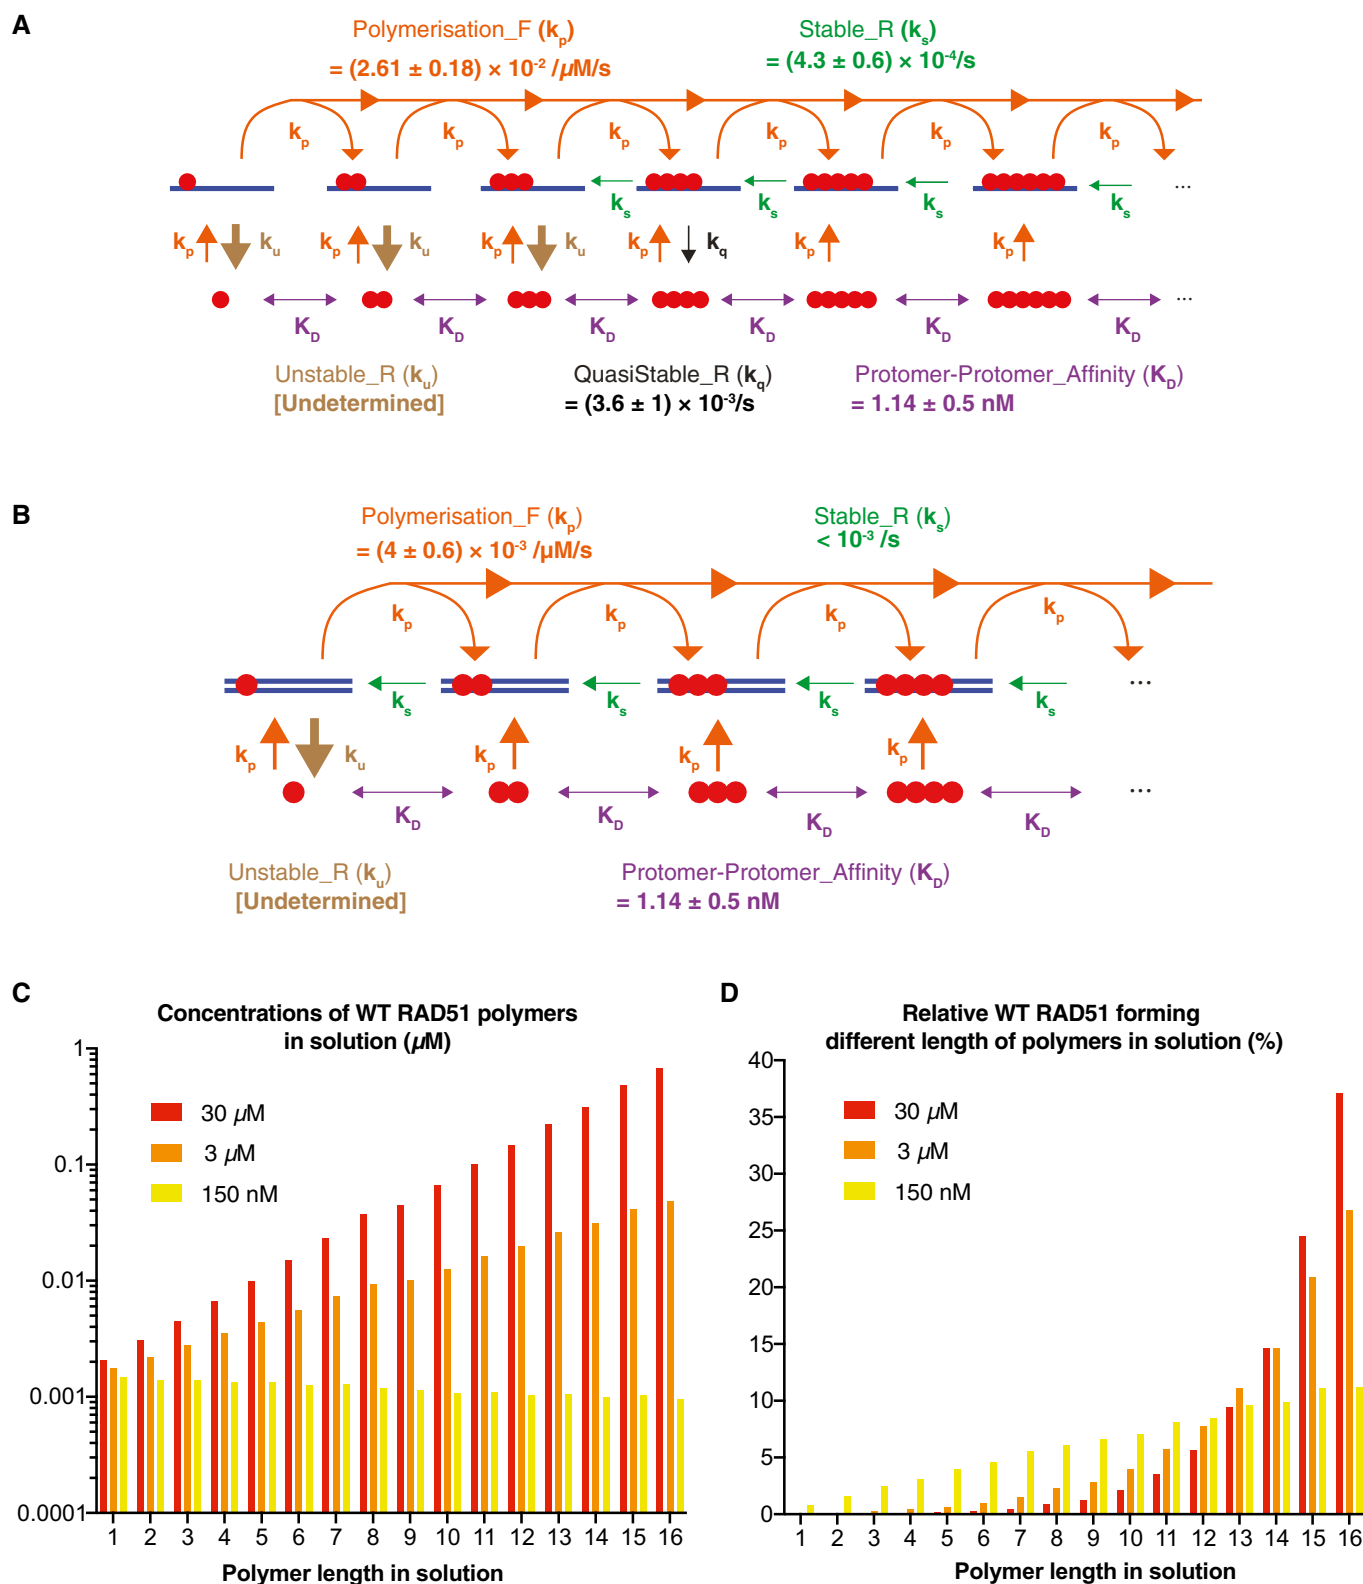 A
Polymerisation_F (kp)
= (2.61 ± 0.18) × 10-2 /µM/s
Stable_R (ks)
= (4.3 ± 0.6) × 10-4/s
kp kp kp kp kp kp
ks ks ks ks
...
kp ku kp ku kp ku kp kq kp kp
KD KD KD KD KD KD
...
Unstable_R (ku)
[Undetermined]
QuasiStable_R (kq)
= (3.6 ± 1) × 10-3/s
Protomer-Protomer_Affinity (KD)
= 1.14 ± 0.5 nM
B
Polymerisation_F (kp)
= (4 ± 0.6) × 10-3 /µM/s
Stable_R (ks)
< 10-3 /s
kp kp kp kp
ks ks ks ks
...
kp ku kp kp kp
KD KD KD KD
...
Unstable_R (ku)
[Undetermined]
Protomer-Protomer_Affinity (KD)
= 1.14 ± 0.5 nM
C
Concentrations of WT RAD51 polymers
in solution (µM)
1
0.1
0.01
0.001
0.0001
30 µM
3 µM
150 nM
1 2 3 4 5 6 7 8 9 10 11 12 13 14 15 16
Polymer length in solution
D
Relative WT RAD51 forming
different length of polymers in solution (%)
40
35
30
25
20
15
10
5
0
30 µM
3 µM
150 nM
1 2 3 4 5 6 7 8 9 10 11 12 13 14 15 16
Polymer length in solution